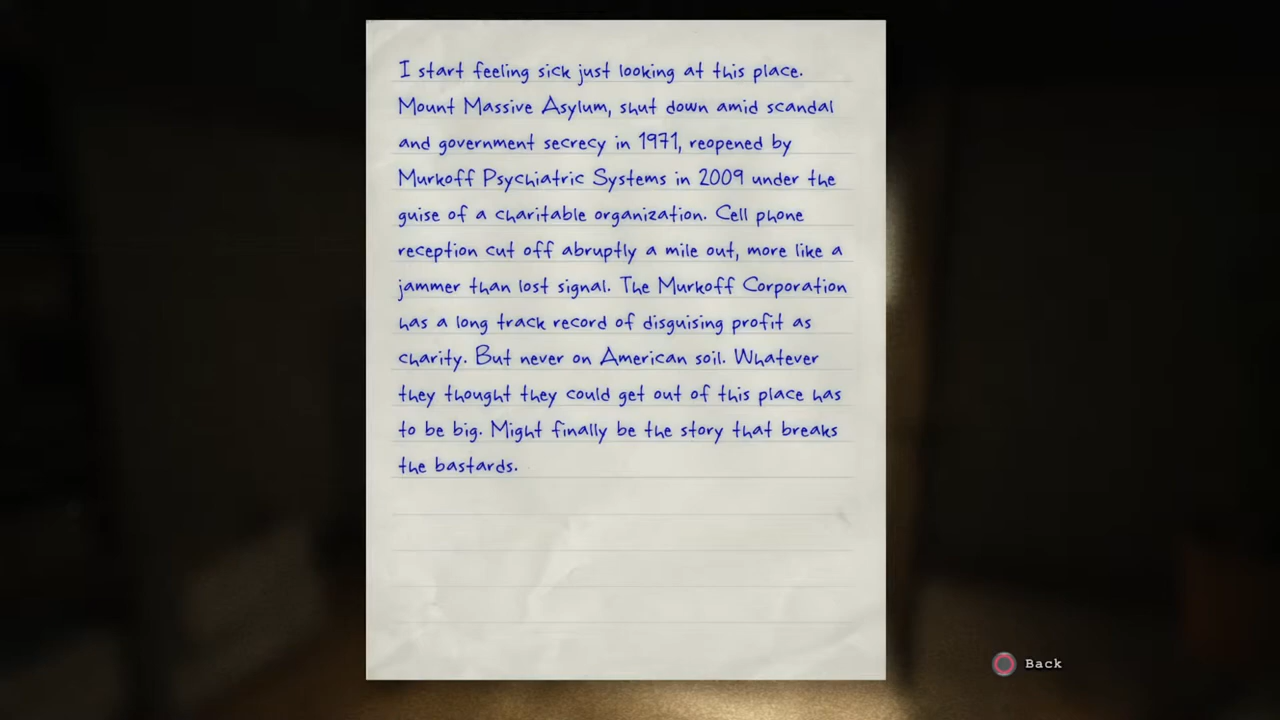 I start feeling sick just looking at this place.
Mount Massive Asylum, shut down amid scandal
and government secrecy in 1971, reopened by
Murkoff Psychiatric Systems in 2009 under the
guise of a charitable organization. Cell phone
reception cut off abruptly a mile out, more like a
jammer than lost signal. The Murkoff Corporation
has a long track record of disguising profit as
charity. But never on American soil. Whatever
they thought they could get out of this place has
to be big. Might finally be the story that breaks
the bastards.
Back